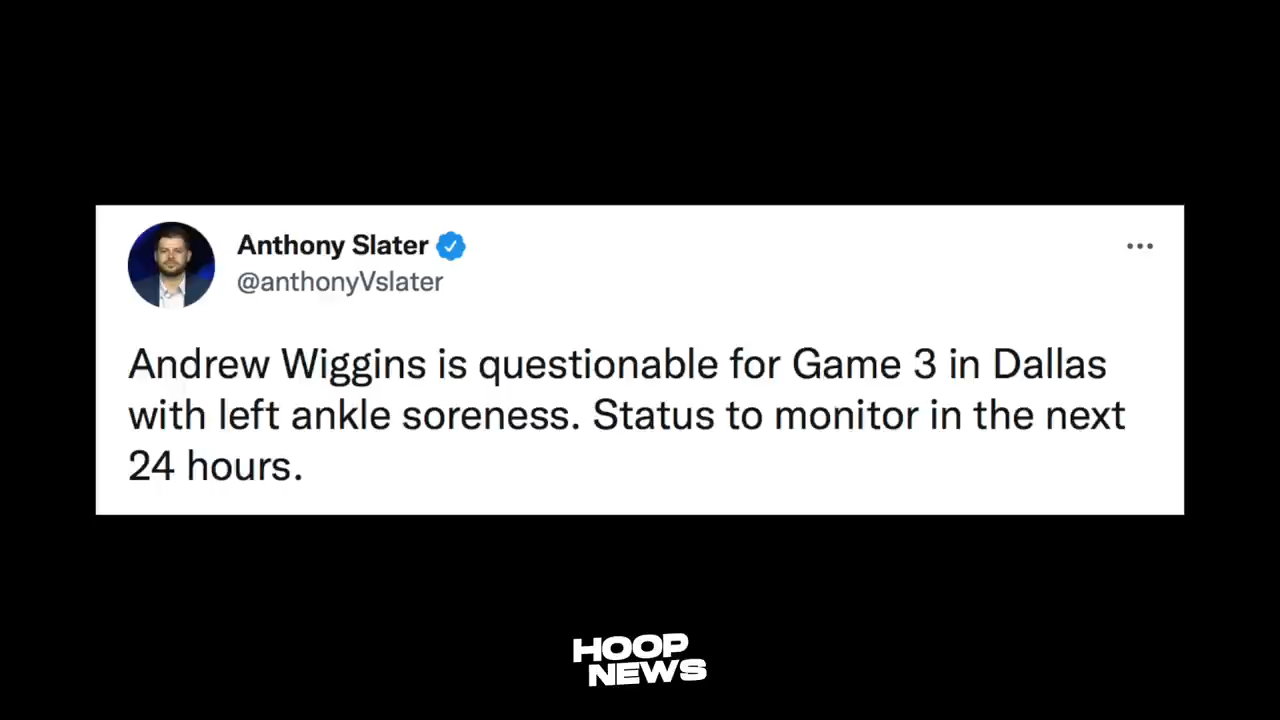 Anthony Slater
@anthonyVslater
Andrew Wiggins is questionable for Game 3 in Dallas
with left ankle soreness. Status to monitor in the next
24 hours.
HOOP
NEWS